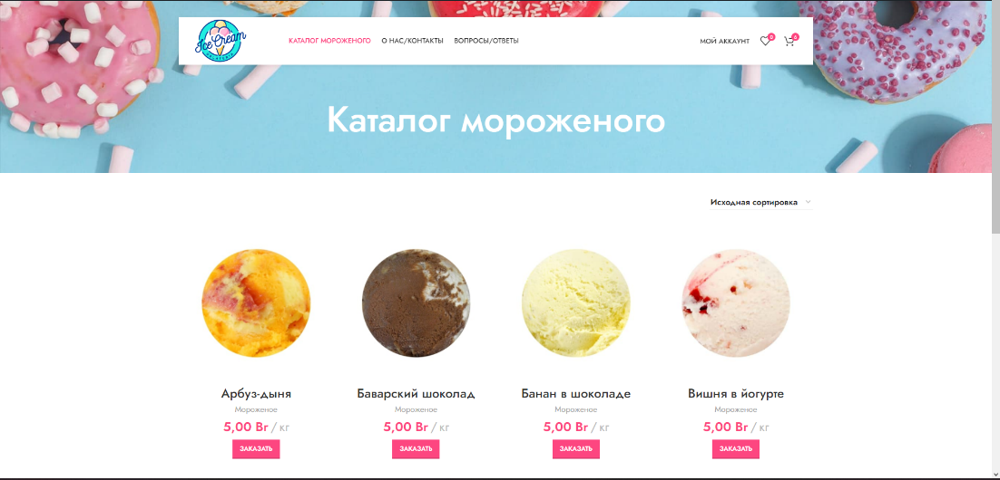 Ice Cream
GELATERIA
КАТАЛОГ МОРОЖЕНОГО О НАС/КОНТАКТЫ ВОПРОСЫ/ОТВЕТЫ МОЙ АККАУНТ 0 6
Каталог мороженого
Исходная сортировка
Арбуз-дыня Баварский шоколад Банан в шоколаде Вишня в йогурте
Мороженое Мороженое Мороженое Мороженое
5,00 Br / кг 5,00 Br / кг 5,00 Br / кг 5,00 Br / кг
ЗАКАЗАТЬ ЗАКАЗАТЬ ЗАКАЗАТЬ ЗАКАЗАТЬ